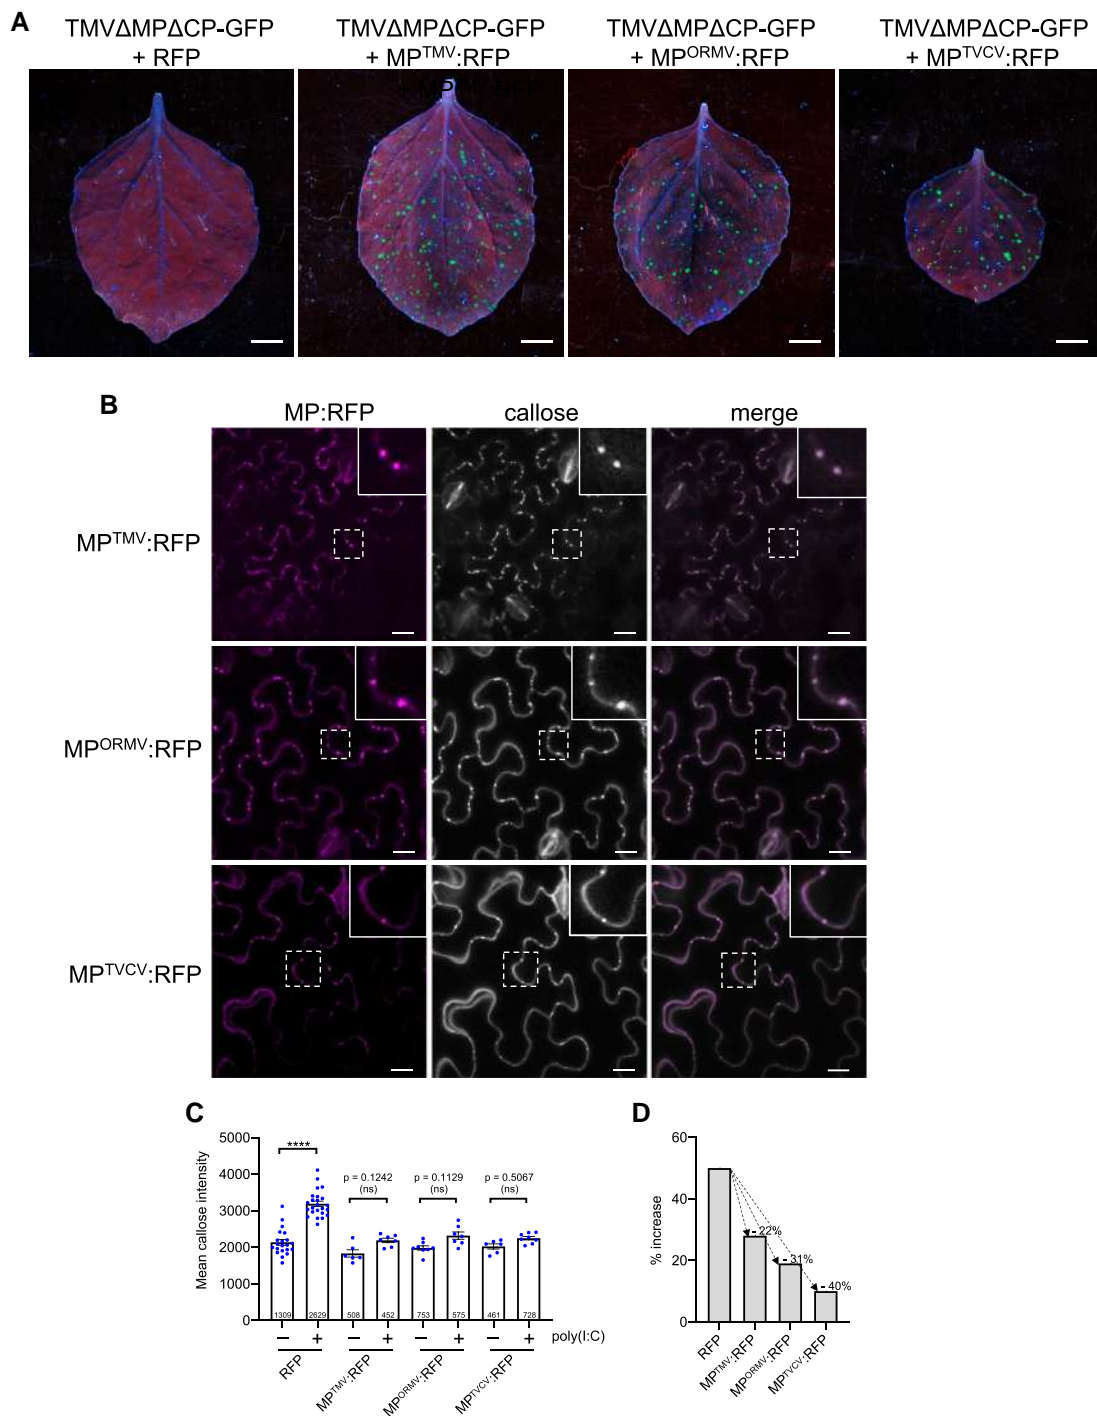 A
TMVΔMPΔCP-GFP
+ RFP
TMVΔMPΔCP-GFP
+ MPTMV:RFP
TMVΔMPΔCP-GFP
+ MPORMV:RFP
TMVΔMPΔCP-GFP
+ MPTVCV:RFP
B
MP:RFP callose merge
MPTMV:RFP
MPORMV:RFP
MPTVCV:RFP
C
Mean callose intensity
5000
4000
3000
2000
1000
0
****
p = 0.1242
(ns)
p = 0.1129
(ns)
p = 0.5067
(ns)
1309 2629 508 452 753 575 461 728
− + − + − + − + poly(I:C)
RFP
MPTMV:RFP
MPORMV:RFP
MPTVCV:RFP
D
% increase
60
40
20
0
- 22%
- 31%
- 40%
RFP
MPTMV:RFP
MPORMV:RFP
MPTVCV:RFP